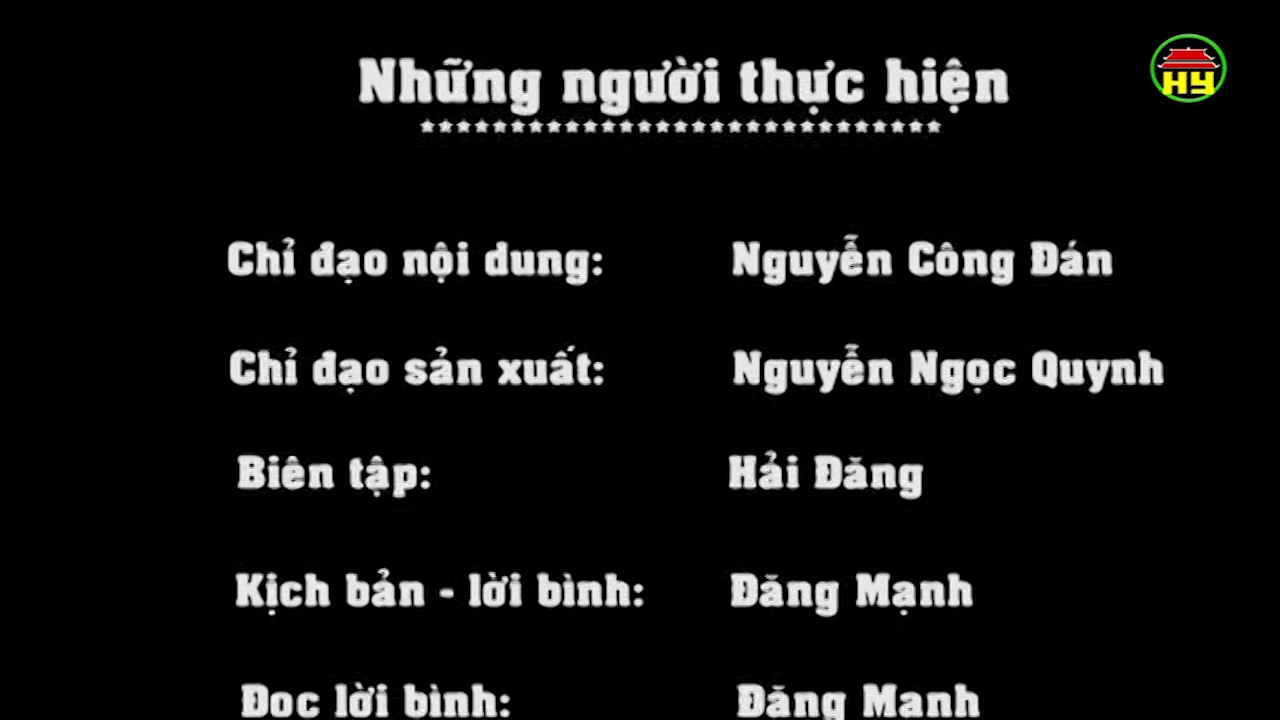 HY
Những người thực hiện
*****************************
Chỉ đạo nội dung: Nguyễn Công Đán
Chỉ đạo sản xuất: Nguyễn Ngọc Quynh
Biên tập: Hải Đăng
Kịch bản - lời bình: Đăng Mạnh
Đọc lời bình: Đăng Mạnh